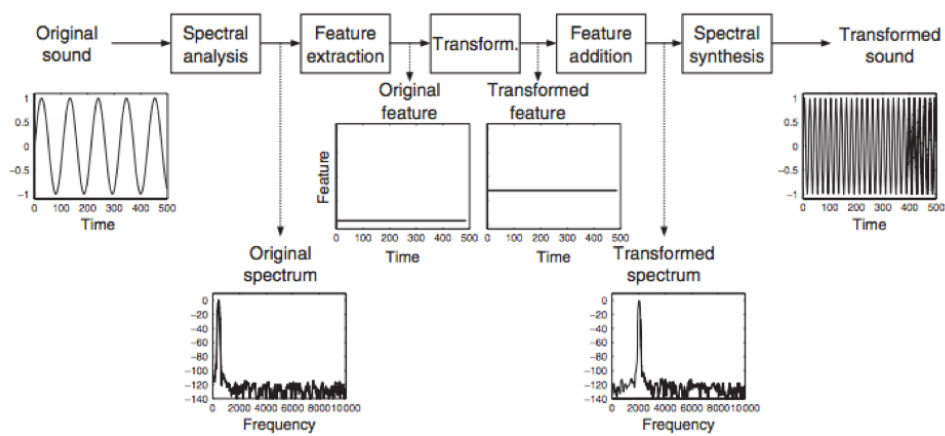 Original
sound
Spectral
analysis
Feature
extraction
Transform.
Feature
addition
Spectral
synthesis
Transformed
sound
Original
feature
Transformed
feature
1
0.5
0
−0.5
−1
0 100 200 300 400 500
Time
Feature
0 100 200 300 400 500
Time
0 100 200 300 400 500
Time
1
0.5
0
−0.5
−1
0 100 200 300 400 500
Time
Original
spectrum
0
−20
−40
−60
−80
−100
−120
−140
0 2000 4000 6000 8000 10000
Frequency
Transformed
spectrum
0
−20
−40
−60
−80
−100
−120
−140
0 2000 4000 6000 8000 10000
Frequency